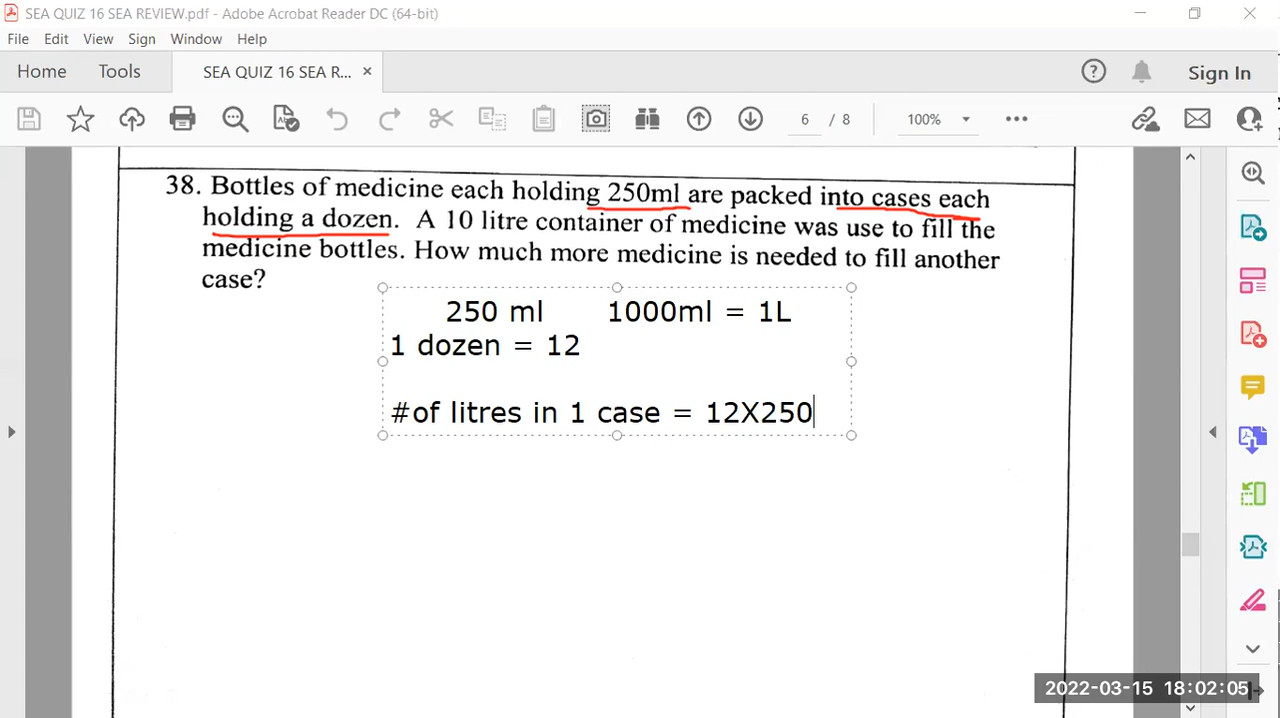 SEA QUIZ 16 SEA REVIEW.pdf - Adobe Acrobat Reader DC (64-bit)
File Edit View Sign Window Help
Home Tools SEA QUIZ 16 SEA R... × Sign In
6 / 8 100%
38. Bottles of medicine each holding 250ml are packed into cases each
holding a dozen. A 10 litre container of medicine was use to fill the
medicine bottles. How much more medicine is needed to fill another
case?
250 ml 1000ml = 1L
1 dozen = 12
#of litres in 1 case = 12X250
2022-03-15 18:02:05